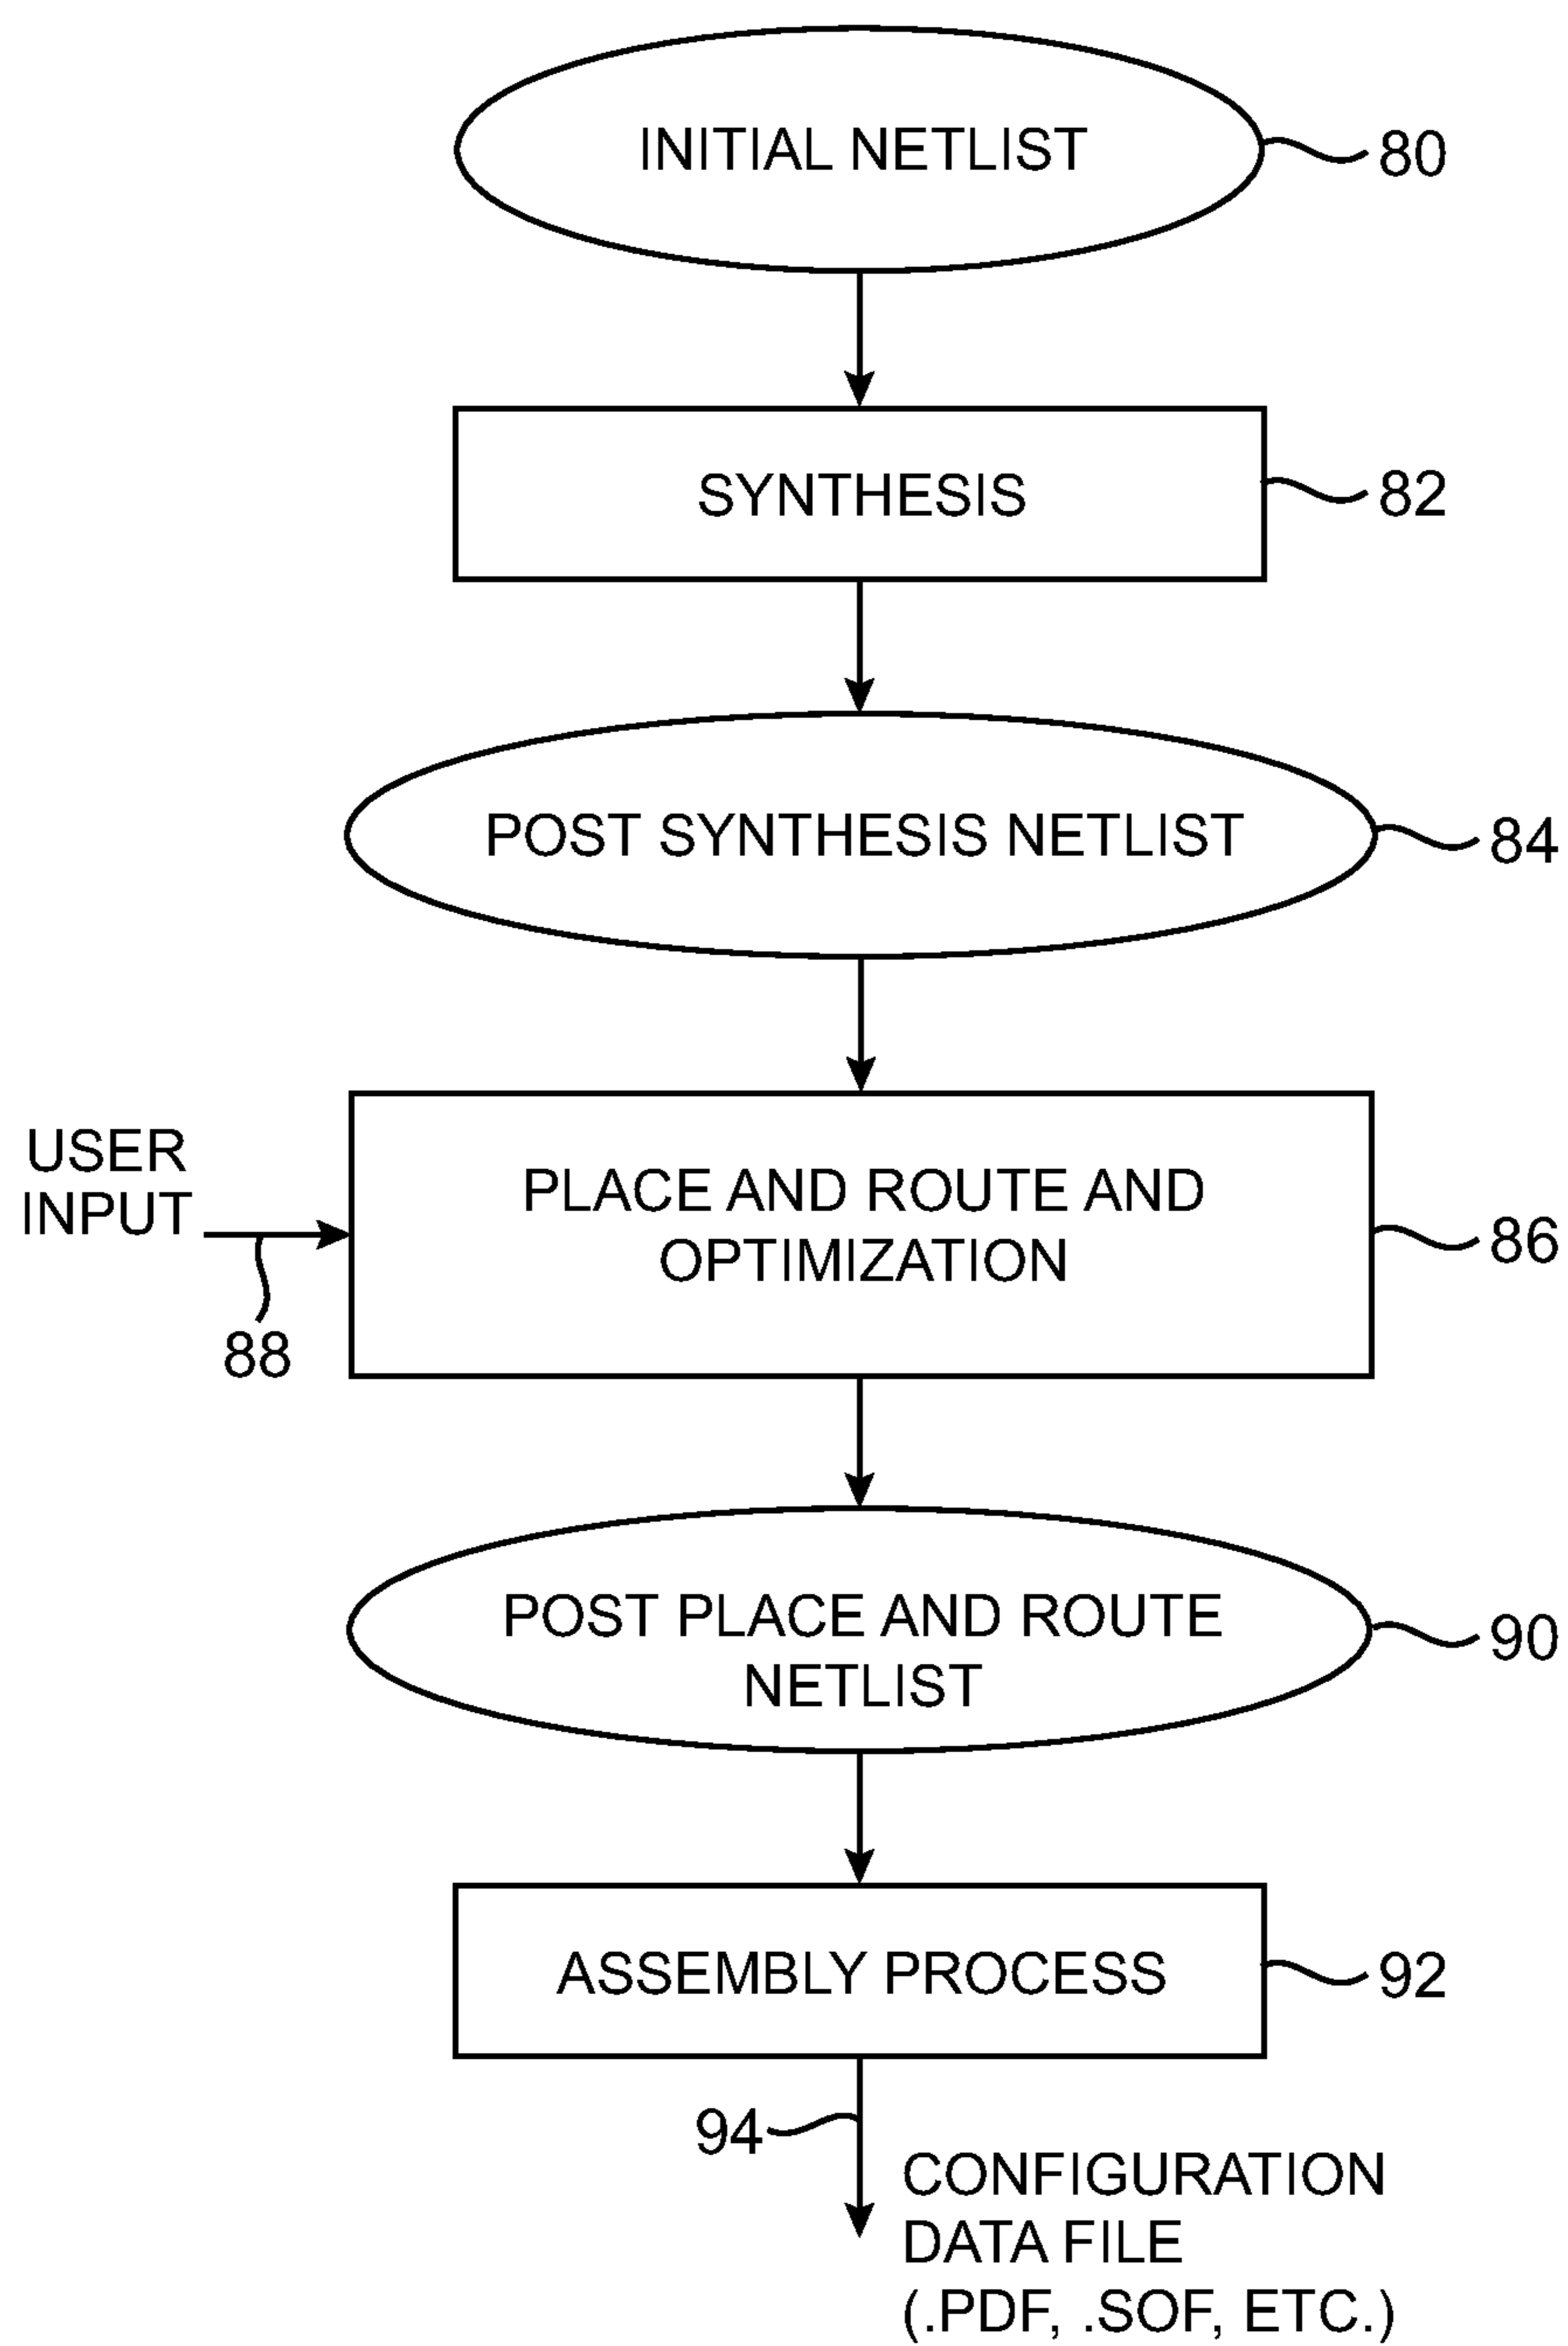 INITIAL NETLIST
80
SYNTHESIS
82
POST SYNTHESIS NETLIST
84
USER
INPUT
88
PLACE AND ROUTE AND
OPTIMIZATION
86
POST PLACE AND ROUTE
NETLIST
90
ASSEMBLY PROCESS
92
94
CONFIGURATION
DATA FILE
(.PDF, .SOF, ETC.)